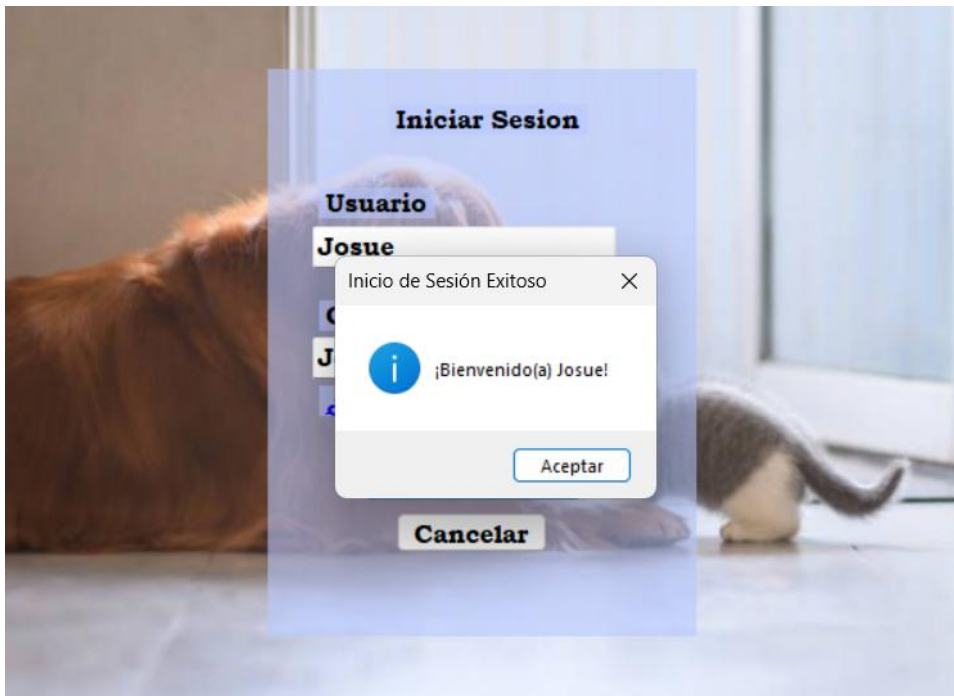 Iniciar Sesion
Usuario
Josue
Inicio de Sesión Exitoso
¡Bienvenido(a) Josue!
Aceptar
Cancelar